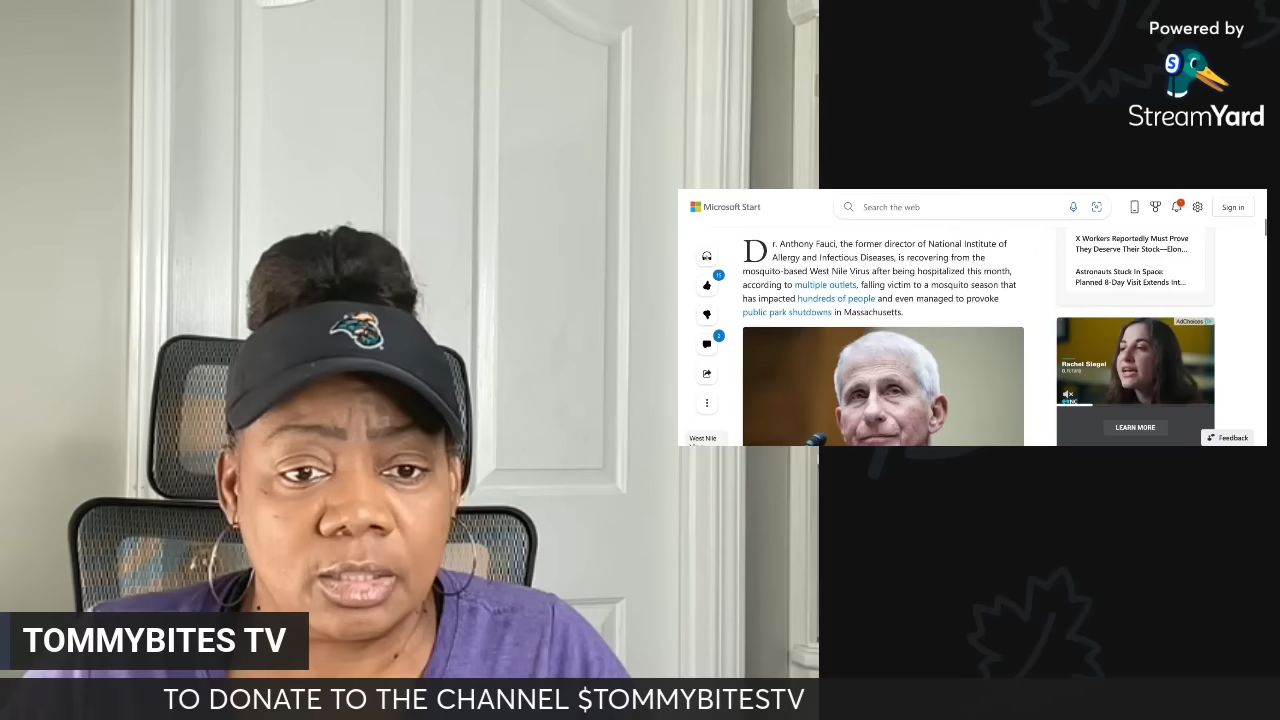 Powered by
StreamYard
Microsoft Start
Search the web
Sign in
Dr. Anthony Fauci, the former director of National Institute of
Allergy and Infectious Diseases, is recovering from the
mosquito-based West Nile Virus after being hospitalized this month,
according to multiple outlets, falling victim to a mosquito season that
has impacted hundreds of people and even managed to provoke
public park shutdowns in Massachusetts.
15
2
West Nile
X Workers Reportedly Must Prove
They Deserve Their Stock—Elon...
Astronauts Stuck In Space:
Planned 8-Day Visit Extends Int...
AdChoices
Rachel Siegel
LEARN MORE
Feedback
TOMMYBITES TV
TO DONATE TO THE CHANNEL $TOMMYBITESTV